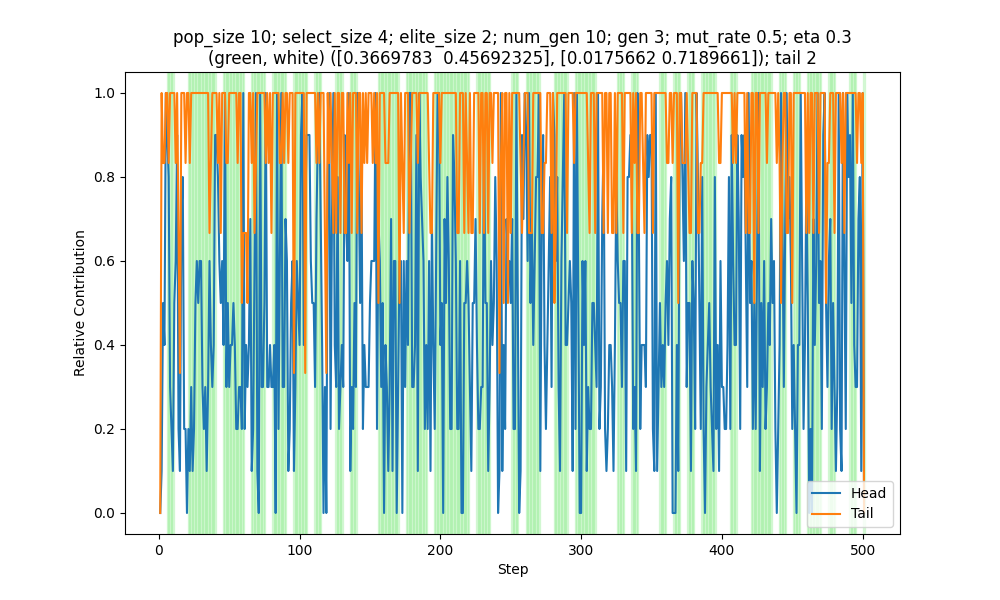 pop_size 10; select_size 4; elite_size 2; num_gen 10; gen 3; mut_rate 0.5; eta 0.3
(green, white) ([0.3669783  0.45692325], [0.0175662 0.7189661]); tail 2
1.0
0.8
0.6
0.4
0.2
0.0
Relative Contribution
0
100
200
300
400
500
Step
Head
Tail